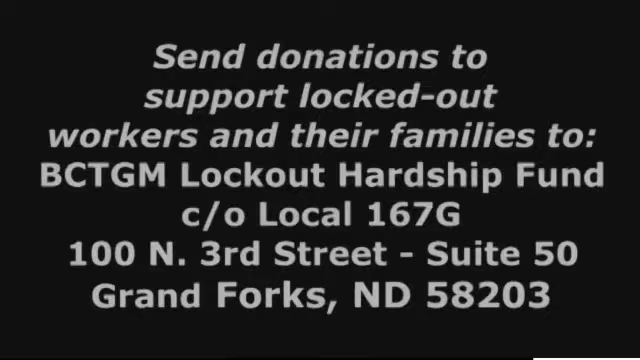 Send donations to
support locked-out
workers and their families to:
BCTGM Lockout Hardship Fund
c/o Local 167G
100 N. 3rd Street - Suite 50
Grand Forks, ND 58203